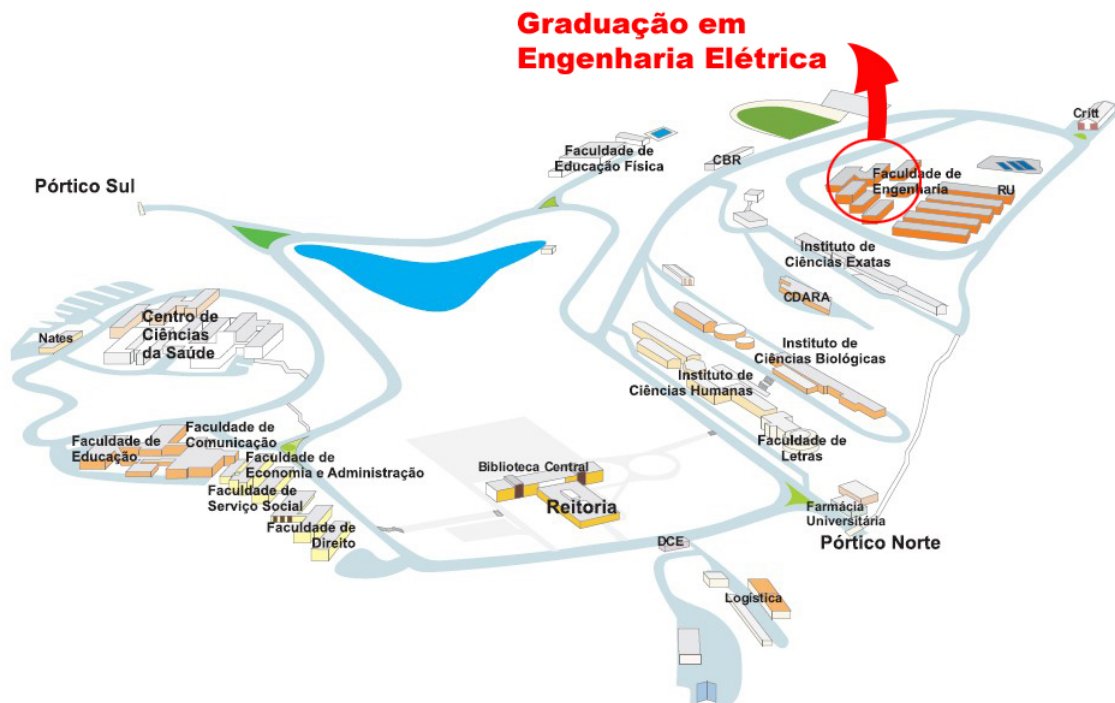 Graduação em
Engenharia Elétrica
Critt
Faculdade de
Educação Física
CBR
Faculdade de
Engenharia
RU
Pórtico Sul
Instituto de
Ciências Exatas
CDARA
Centro de
Ciências
da Saúde
Nates
Instituto de
Ciências Biológicas
Instituto de
Ciências Humanas
Faculdade de
Comunicação
Faculdade de
Educação
Faculdade de
Economia e Administração
Faculdade de
Letras
Biblioteca Central
Faculdade de
Serviço Social
Reitoria
Farmácia
Universitária
Faculdade de
Direito
DCE
Pórtico Norte
Logística